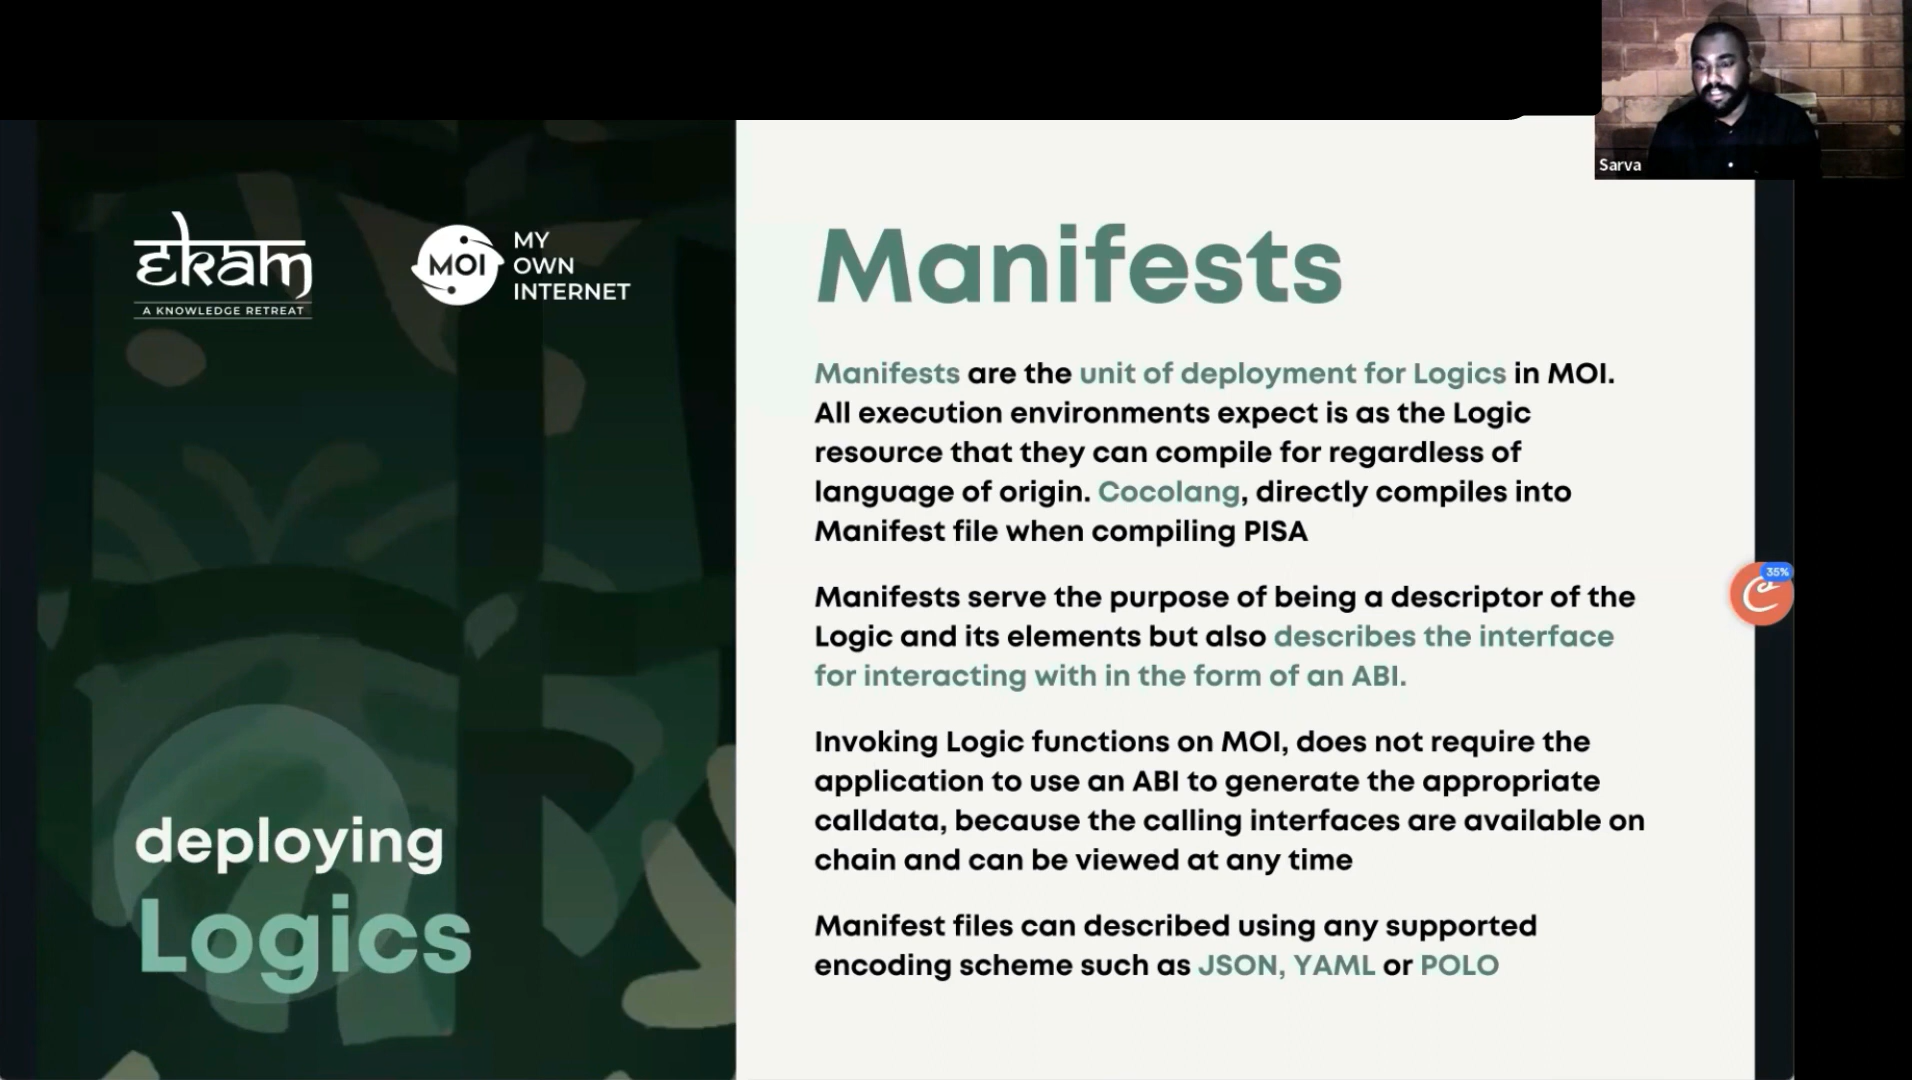 Sarva
ekam
A KNOWLEDGE RETREAT
MOI
MY
OWN
INTERNET
deploying
Logics
Manifests
Manifests are the unit of deployment for Logics in MOI.
All execution environments expect is as the Logic
resource that they can compile for regardless of
language of origin. Cocolang, directly compiles into
Manifest file when compiling PISA
Manifests serve the purpose of being a descriptor of the
Logic and its elements but also describes the interface
for interacting with in the form of an ABI.
Invoking Logic functions on MOI, does not require the
application to use an ABI to generate the appropriate
calldata, because the calling interfaces are available on
chain and can be viewed at any time
Manifest files can described using any supported
encoding scheme such as JSON, YAML or POLO
35%